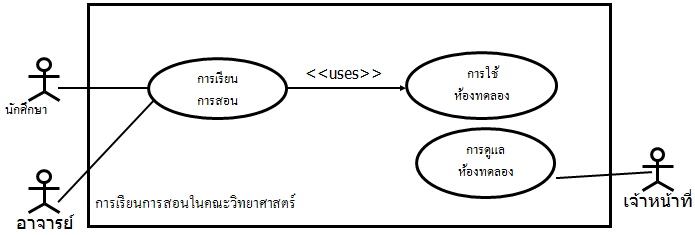 การเรียน
การสอน
<<uses>>
การใช้
ห้องทดลอง
นักศึกษา
การดูแล
ห้องทดลอง
อาจารย์
การเรียนการสอนในคณะวิทยาศาสตร์
เจ้าหน้าที่